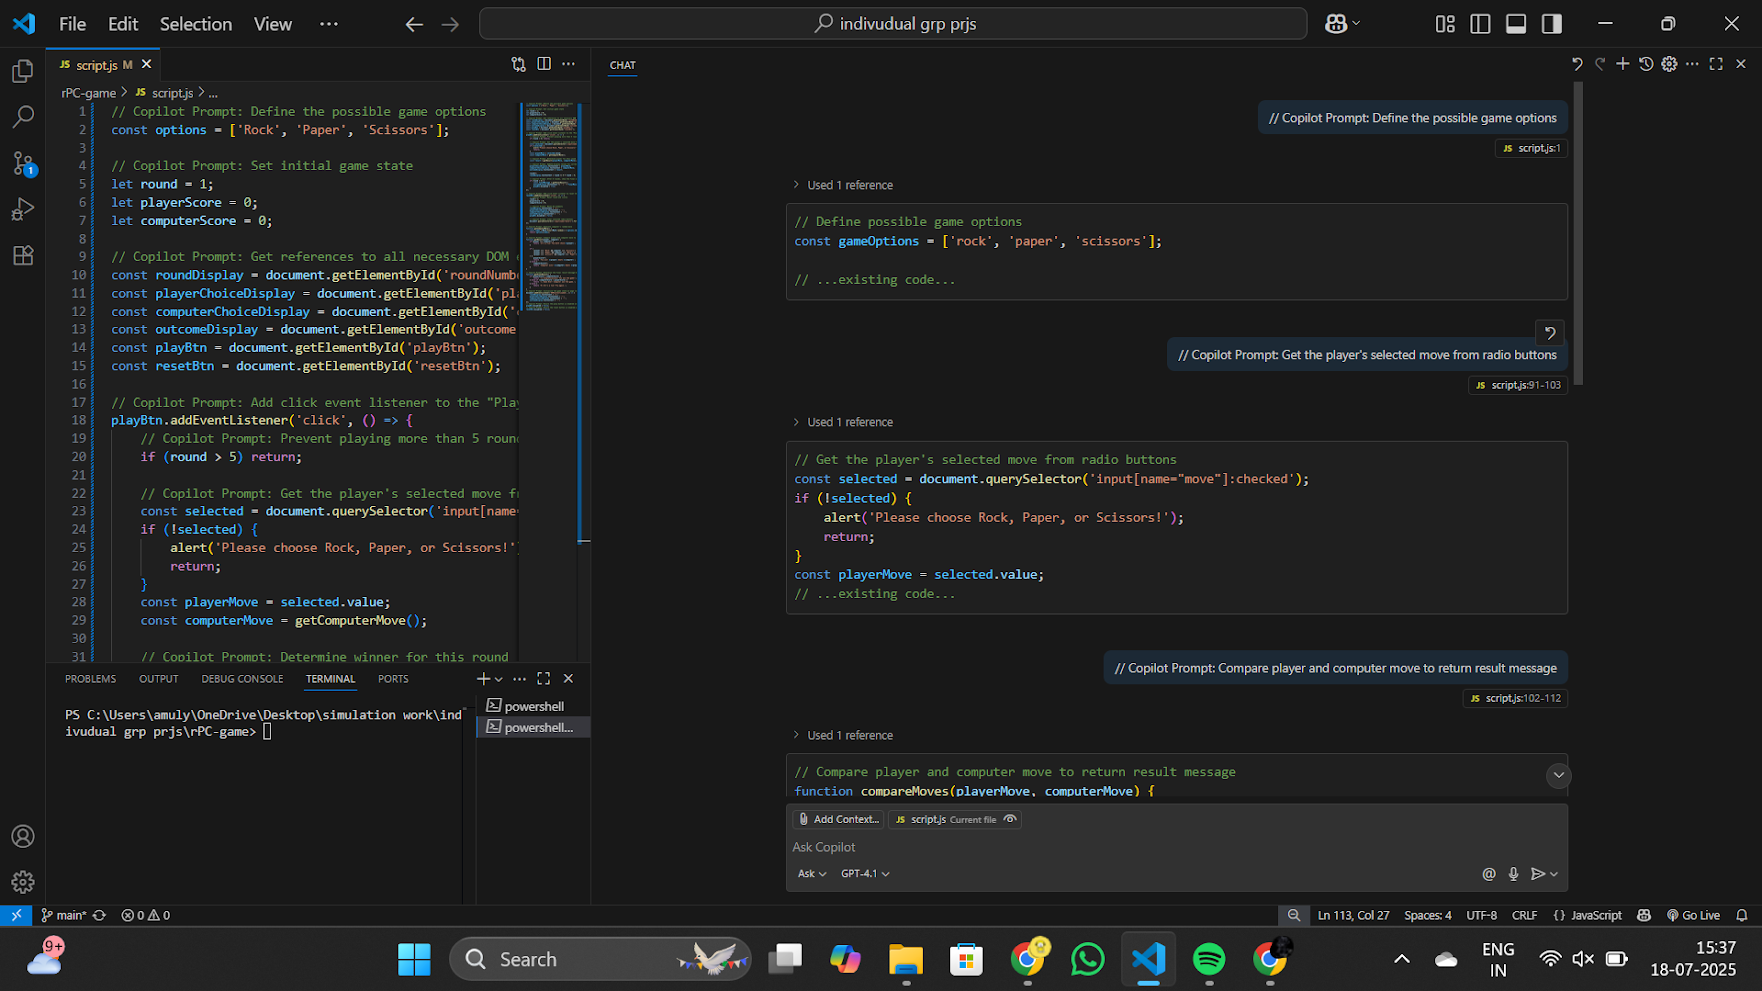 File Edit Selection View ···
indivudual grp prjs
JS script.js M
rPC-game > JS script.js > ...
1 // Copilot Prompt: Define the possible game options
2 const options = ['Rock', 'Paper', 'Scissors'];
3
4 // Copilot Prompt: Set initial game state
5 let round = 1;
6 let playerScore = 0;
7 let computerScore = 0;
8
9 // Copilot Prompt: Get references to all necessary DOM
10 const roundDisplay = document.getElementById('roundNumb
11 const playerChoiceDisplay = document.getElementById('pl
12 const computerChoiceDisplay = document.getElementById('
13 const outcomeDisplay = document.getElementById('outcome
14 const playBtn = document.getElementById('playBtn');
15 const resetBtn = document.getElementById('resetBtn');
16
17 // Copilot Prompt: Add click event listener to the "Pla
18 playBtn.addEventListener('click', () => {
19 // Copilot Prompt: Prevent playing more than 5 roun
20 if (round > 5) return;
21
22 // Copilot Prompt: Get the player's selected move f
23 const selected = document.querySelector('input[name
24 if (!selected) {
25 alert('Please choose Rock, Paper, or Scissors!'
26 return;
27 }
28 const playerMove = selected.value;
29 const computerMove = getComputerMove();
30
31 // Copilot Prompt: Determine winner for this round
PROBLEMS OUTPUT DEBUG CONSOLE TERMINAL PORTS
PS C:\Users\amuly\OneDrive\Desktop\simulation work\ind
ivudual grp prjs\rPC-game>
powershell
powershell...
CHAT
// Copilot Prompt: Define the possible game options
JS script.js:1
Used 1 reference
// Define possible game options
const gameOptions = ['rock', 'paper', 'scissors'];
// ...existing code...
// Copilot Prompt: Get the player's selected move from radio buttons
JS script.js:91-103
Used 1 reference
// Get the player's selected move from radio buttons
const selected = document.querySelector('input[name="move"]:checked');
if (!selected) {
alert('Please choose Rock, Paper, or Scissors!');
return;
}
const playerMove = selected.value;
// ...existing code...
// Copilot Prompt: Compare player and computer move to return result message
JS script.js:102-112
Used 1 reference
// Compare player and computer move to return result message
function compareMoves(playerMove, computerMove) {
Add Context... JS script.js Current file
Ask Copilot
Ask GPT-4.1
main* 0 0 Ln 113, Col 27 Spaces: 4 UTF-8 CRLF {} JavaScript Go Live
9+ Search ENG
IN
15:37
18-07-2025